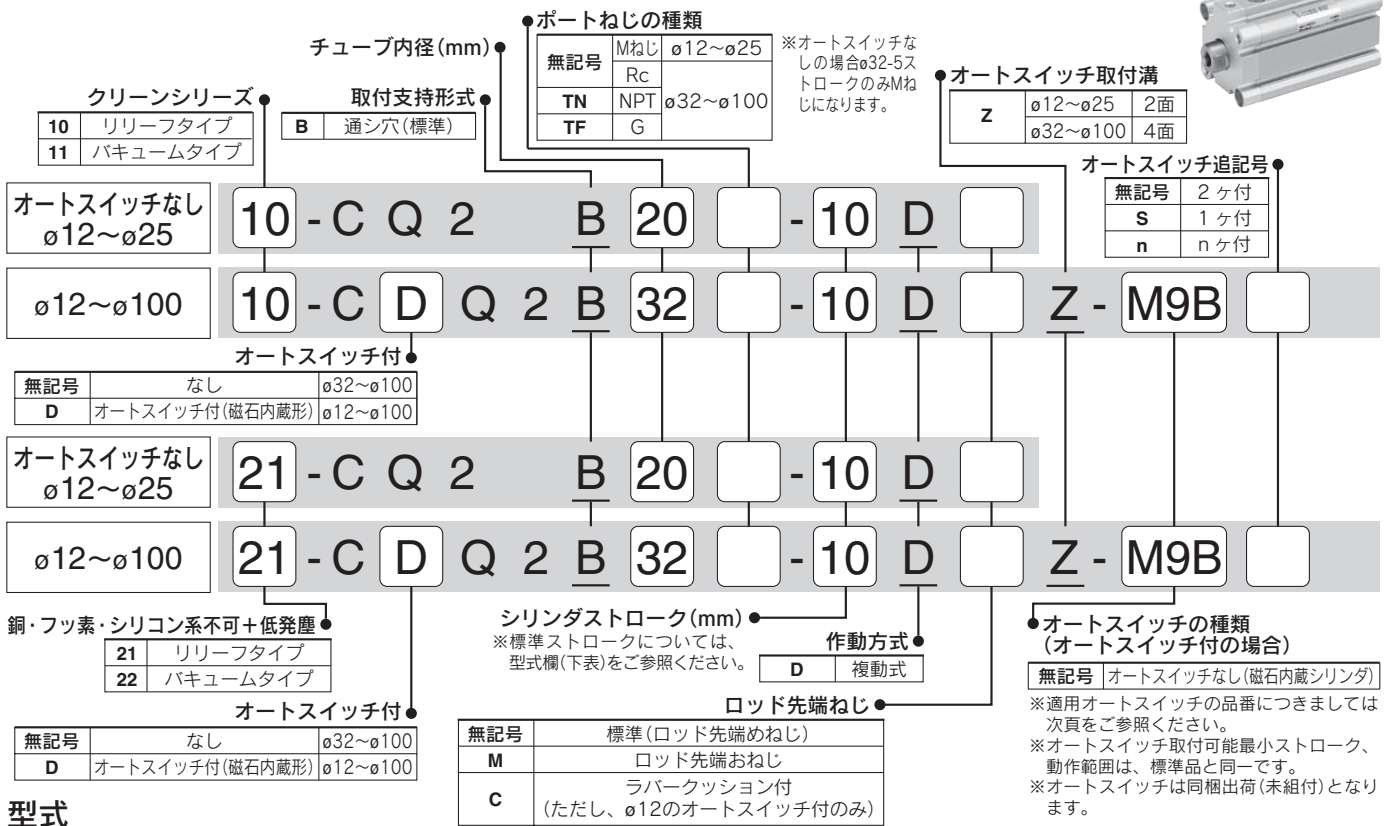 ポートねじの種類
無記号 Mねじ ø12～ø25
Rc ø32～ø100
TN NPT
TF G
※オートスイッチな
しの場合ø32-5ス
トロークのみMね
じになります。
チューブ内径(mm)
オートスイッチ取付溝
Z ø12～ø25 2面
ø32～ø100 4面
クリーンシリーズ
10 リリーフタイプ
11 バキュームタイプ
取付支持形式
B 通シ穴(標準)
オートスイッチ追記号
無記号 2ヶ付
S 1ヶ付
n nヶ付
オートスイッチなし
ø12～ø25
10 - C Q 2 B 20 - 10 D
ø12～ø100
10 - C D Q 2 B 32 - 10 D Z - M9B
オートスイッチ付
無記号 なし ø32～ø100
D オートスイッチ付(磁石内蔵形) ø12～ø100
オートスイッチなし
ø12～ø25
21 - C Q 2 B 20 - 10 D
ø12～ø100
21 - C D Q 2 B 32 - 10 D Z - M9B
銅・フッ素・シリコン系不可＋低発塵
21 リリーフタイプ
22 バキュームタイプ
オートスイッチ付
無記号 なし ø32～ø100
D オートスイッチ付(磁石内蔵形) ø12～ø100
シリンダストローク(mm)
※標準ストロークについては、
型式欄(下表)をご参照ください。
作動方式
D 複動式
ロッド先端ねじ
無記号 標準(ロッド先端めねじ)
M ロッド先端おねじ
C ラバークッション付
(ただし、ø12のオートスイッチ付のみ)
オートスイッチの種類
(オートスイッチ付の場合)
無記号 オートスイッチなし(磁石内蔵シリンダ)
※適用オートスイッチの品番につきましては
次頁をご参照ください。
※オートスイッチ取付可能最小ストローク、
動作範囲は、標準品と同一です。
※オートスイッチは同梱出荷(未組付)となり
ます。
型式